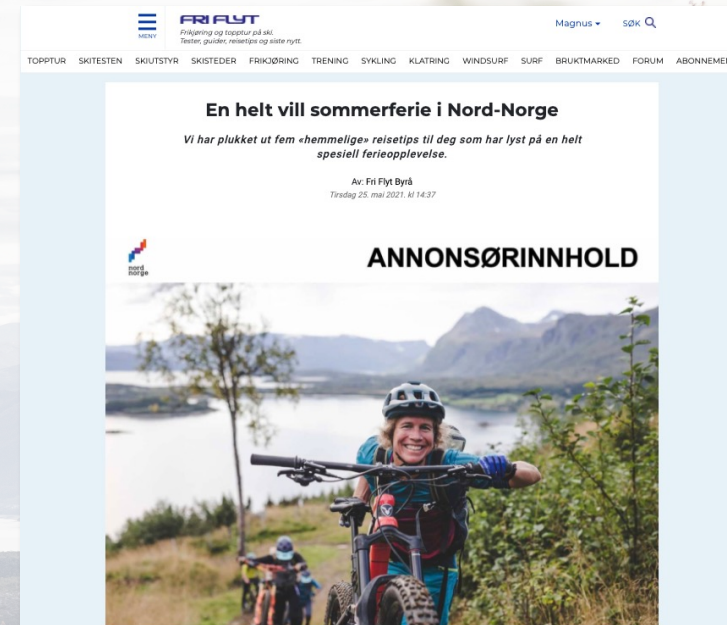 FRI FLYT
Frikjøring og topptur på ski.
Tester, guider, reisetips og siste nytt.
MENY
Magnus
SØK
TOPPTUR SKITESTEN SKIUTSTYR SKISTEDER FRIKJØRING TRENING SYKLING KLATRING WINDSURF SURF BRUKTMARKED FORUM ABONNEME
En helt vill sommerferie i Nord-Norge
Vi har plukket ut fem «hemmelige» reisetips til deg som har lyst på en helt
spesiell ferieopplevelse.
Av: Fri Flyt Byrå
Tirsdag 25. mai 2021. kl 14:37
nord
norge
ANNONSØRINNHOLD